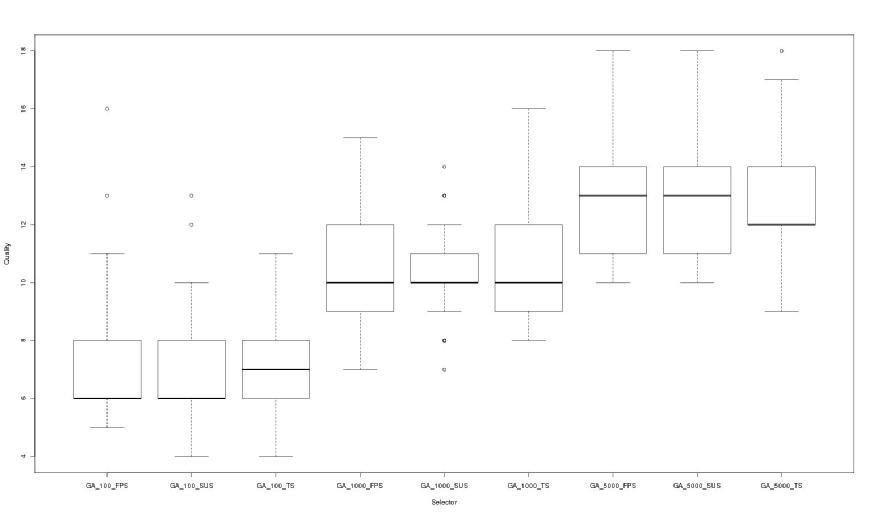 18
16
14
12
10
8
6
4
Quality
GA_100_FPS GA_100_SUS GA_100_TS GA_1000_FPS GA_1000_SUS GA_1000_TS GA_5000_FPS GA_5000_SUS GA_5000_TS
Selector